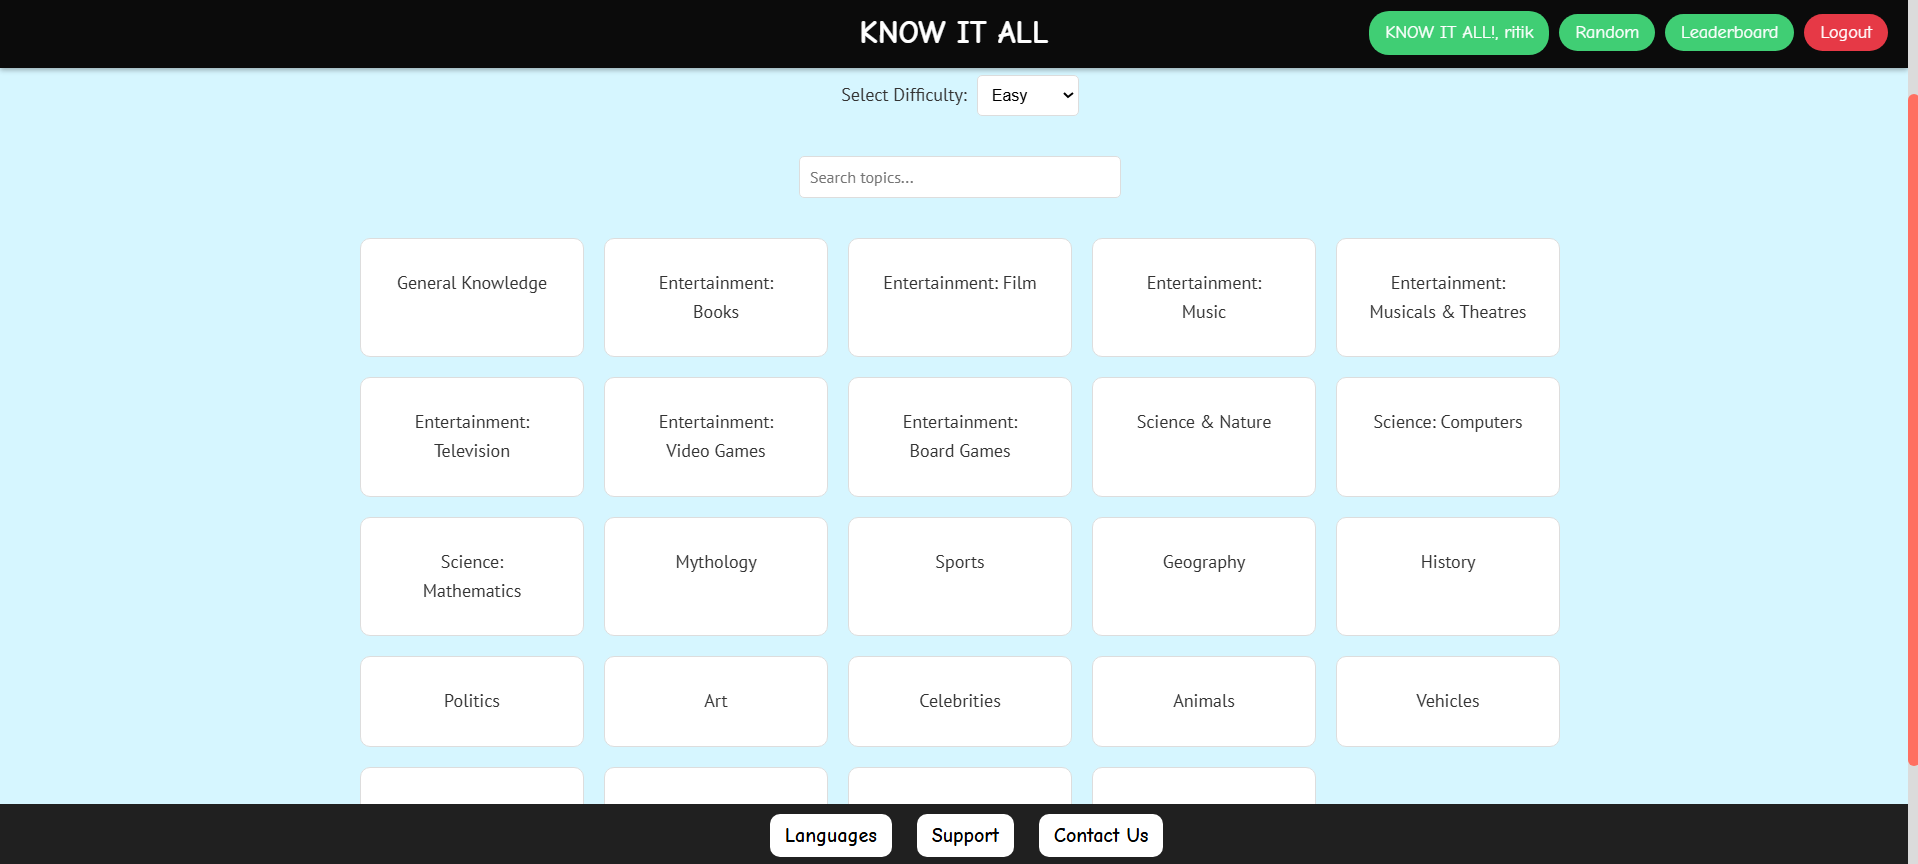 KNOW IT ALL
KNOW IT ALL!, ritik
Random
Leaderboard
Logout
Select Difficulty:
Easy
Search topics...
General Knowledge
Entertainment:
Books
Entertainment: Film
Entertainment:
Music
Entertainment:
Musicals & Theatres
Entertainment:
Television
Entertainment:
Video Games
Entertainment:
Board Games
Science & Nature
Science: Computers
Science:
Mathematics
Mythology
Sports
Geography
History
Politics
Art
Celebrities
Animals
Vehicles
Languages
Support
Contact Us